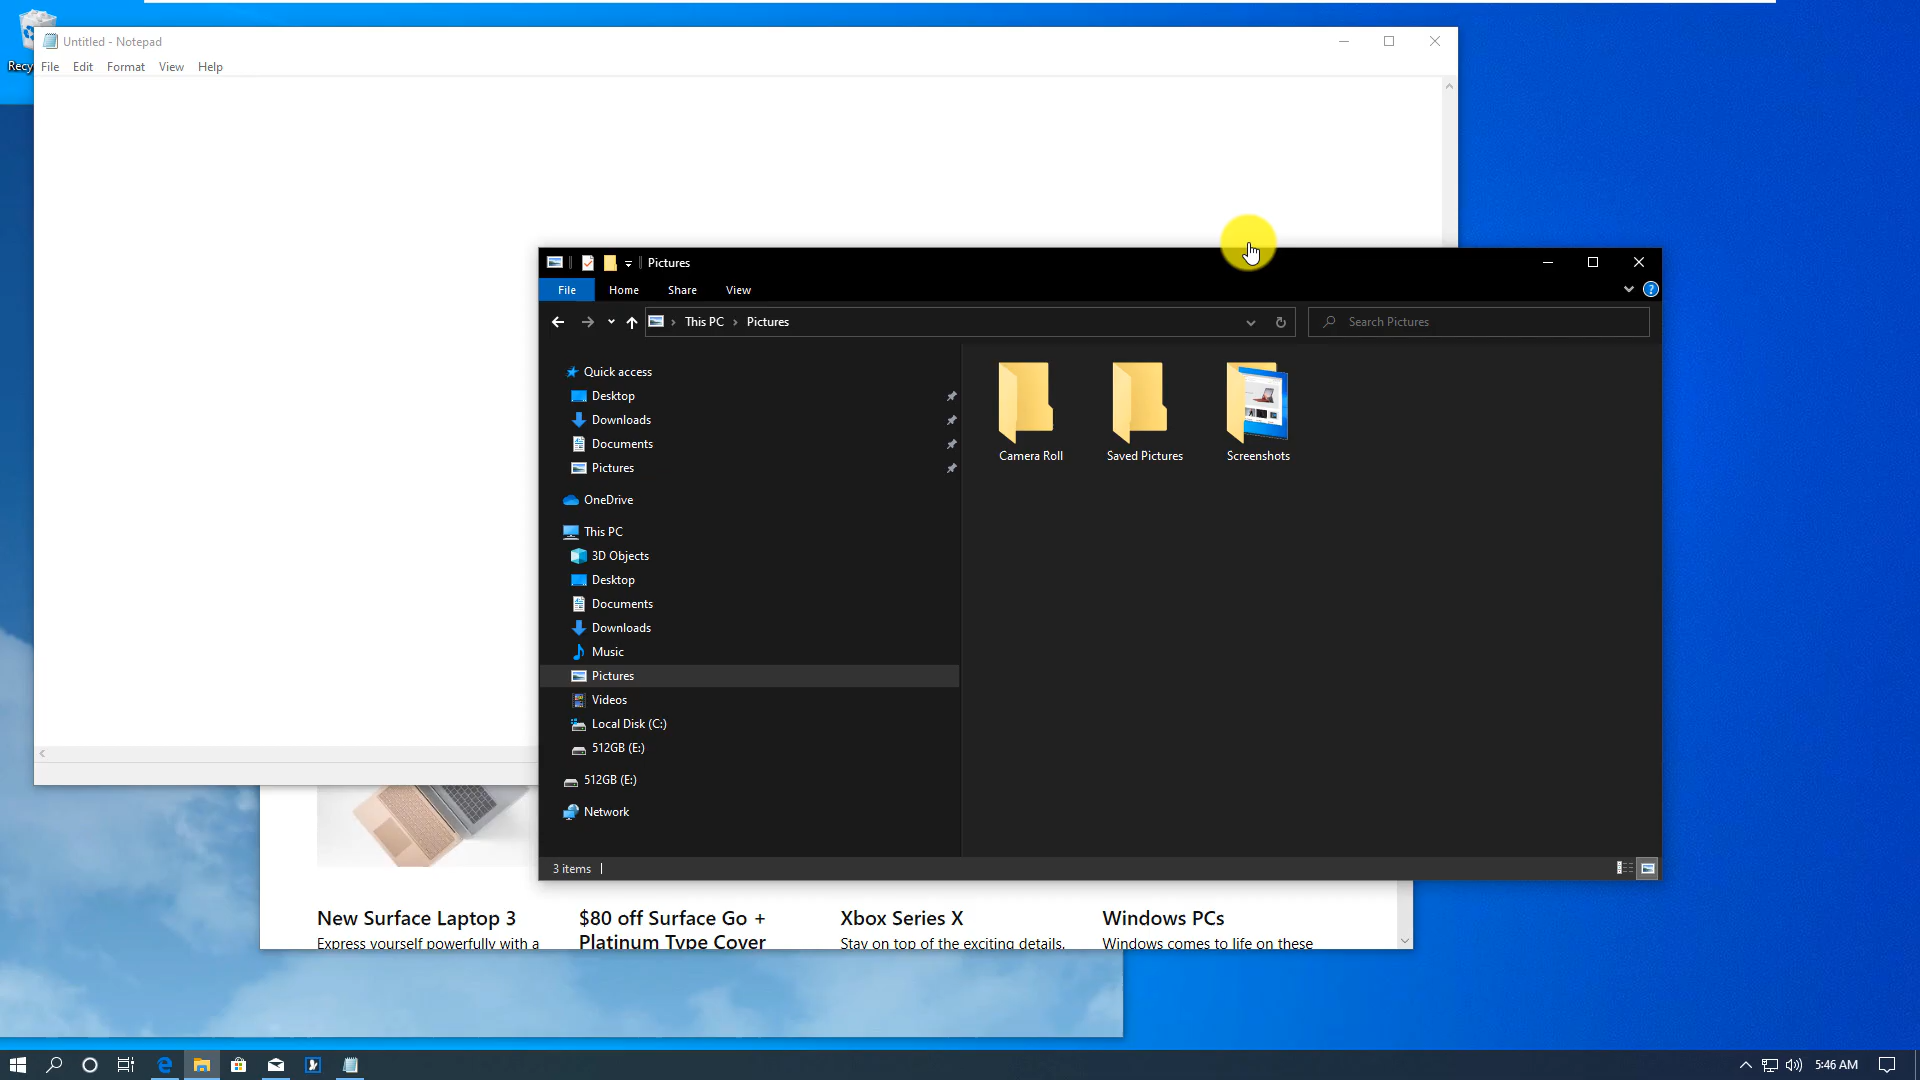 Recy
Untitled - Notepad
File Edit Format View Help
Pictures
File Home Share View
This PC Pictures
Search Pictures
Quick access
Desktop
Downloads
Documents
Pictures
OneDrive
This PC
3D Objects
Desktop
Documents
Downloads
Music
Pictures
Videos
Local Disk (C:)
512GB (E:)
512GB (E:)
Network
Camera Roll
Saved Pictures
Screenshots
3 items
New Surface Laptop 3
Express yourself powerfully with a
$80 off Surface Go +
Platinum Type Cover
Xbox Series X
Stay on top of the exciting details.
Windows PCs
Windows comes to life on these
5:46 AM